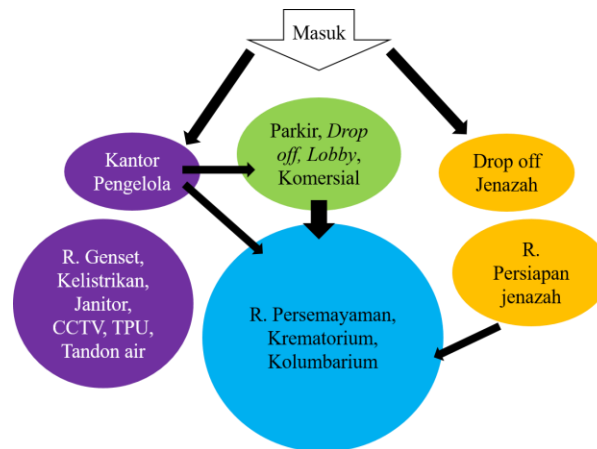 Masuk
Kantor
Pengelola
Parkir, Drop
off, Lobby,
Komersial
Drop off
Jenazah
R. Genset,
Kelistrikan,
Janitor,
CCTV, TPU,
Tandon air
R. Persemayaman,
Krematorium,
Kolumbarium
R.
Persiapan
jenazah